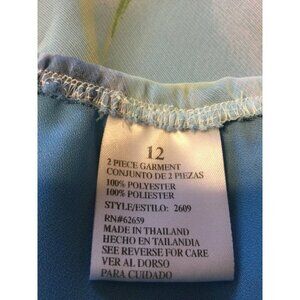 12
2 PIECE GARMENT
CONJUNTO DE 2 PIEZAS
100% POLYESTER
100% POLIESTER
STYLE/ESTILO: 2609
RN#62659
MADE IN THAILAND
HECHO EN TAILANDIA
SEE REVERSE FOR CARE
VER AL DORSO
PARA CUIDADO